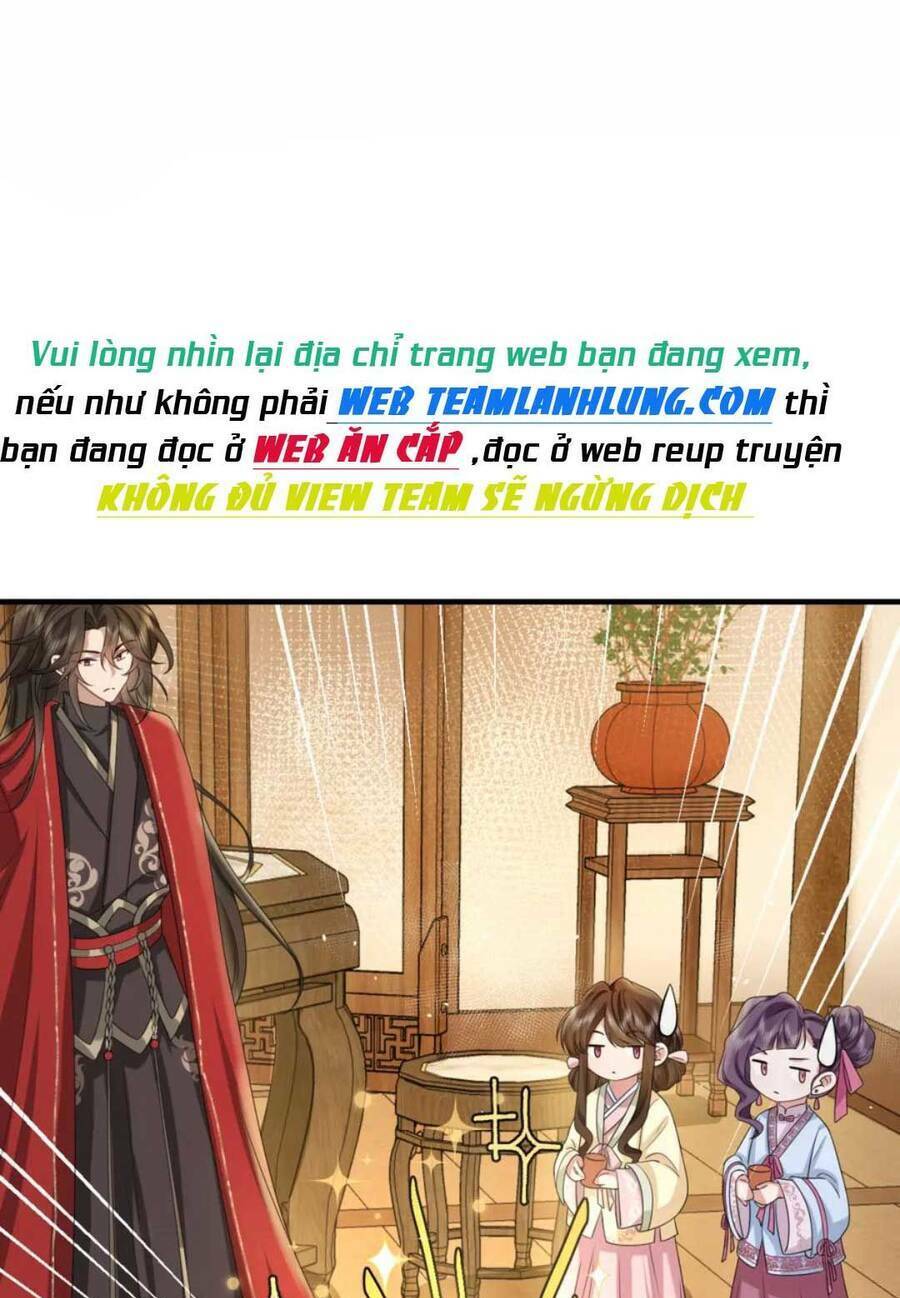 Vui lòng nhìn lại địa chỉ trang web bạn đang xem,
nếu như không phải WEB TEAMLANHLUNG.COM thì
bạn đang đọc ở WEB ĂN CẮP ,đọc ở web reup truyện
KHÔNG ĐỦ VIEW TEAM SẼ NGỪNG DỊCH